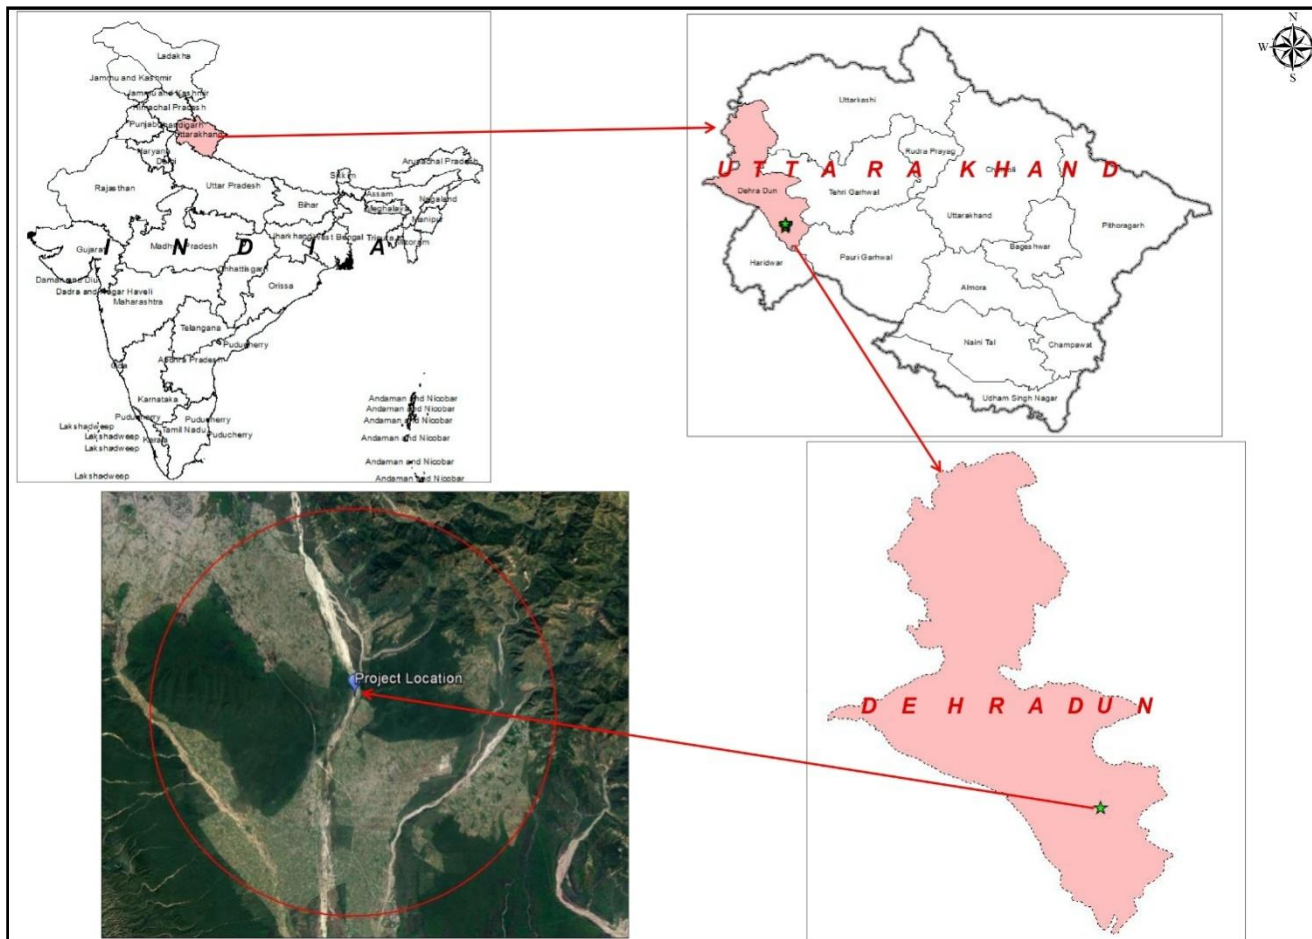 N
W
S
Ladakha
Jammu and Kashmir
Jammu and Kashmir
Himachal Pradesh
Punjab
Uttarakhand
Haryana
Delhi
Rajasthan
Uttar Pradesh
Sikkim
Arunachal Pradesh
Assam
Nagaland
Meghalaya
Manipur
Bihar
Jharkhand
West Bengal
Tripura
Mizoram
Gujarat
Madhya Pradesh
I N D I A
Chhattisgarh
Daman and Diu
Dadra and Nagar Haveli
Maharashtra
Orissa
Telangana
Puducherry
Andhra Pradesh
Goa
Karnataka
Puducherry
Puducherry
Tamil Nadu
Kerala
Puducherry
Lakshadweep
Lakshadweep
Lakshadweep
Lakshadweep
Andaman and Nicobar
Andaman and Nicobar
Andaman and Nicobar
Andaman and Nicobar
Andaman and Nicobar
Andaman and Nicobar
Uttarkashi
Rudra Prayag
U T T A R A K H A N D
Dehra Dun
Tehri Garhwal
Uttarakhand
Pithoragarh
Bageshwar
Haridwar
Pauri Garhwal
Almora
Naini Tal
Champawat
Udham Singh Nagar
Project Location
D E H R A D U N